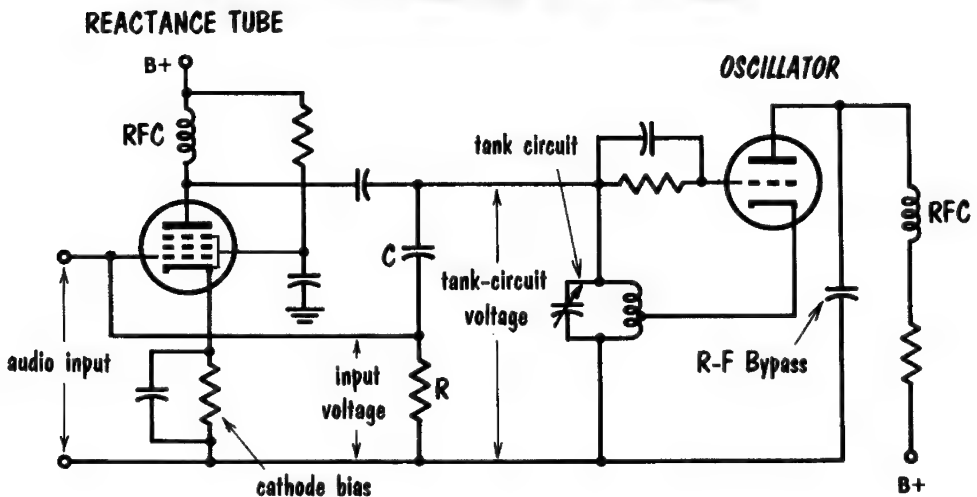 REACTANCE TUBE
B+
OSCILLATOR
RFC
tank circuit
RFC
C
tank-circuit
voltage
audio input
input
voltage
R
R-F Bypass
cathode bias
B+